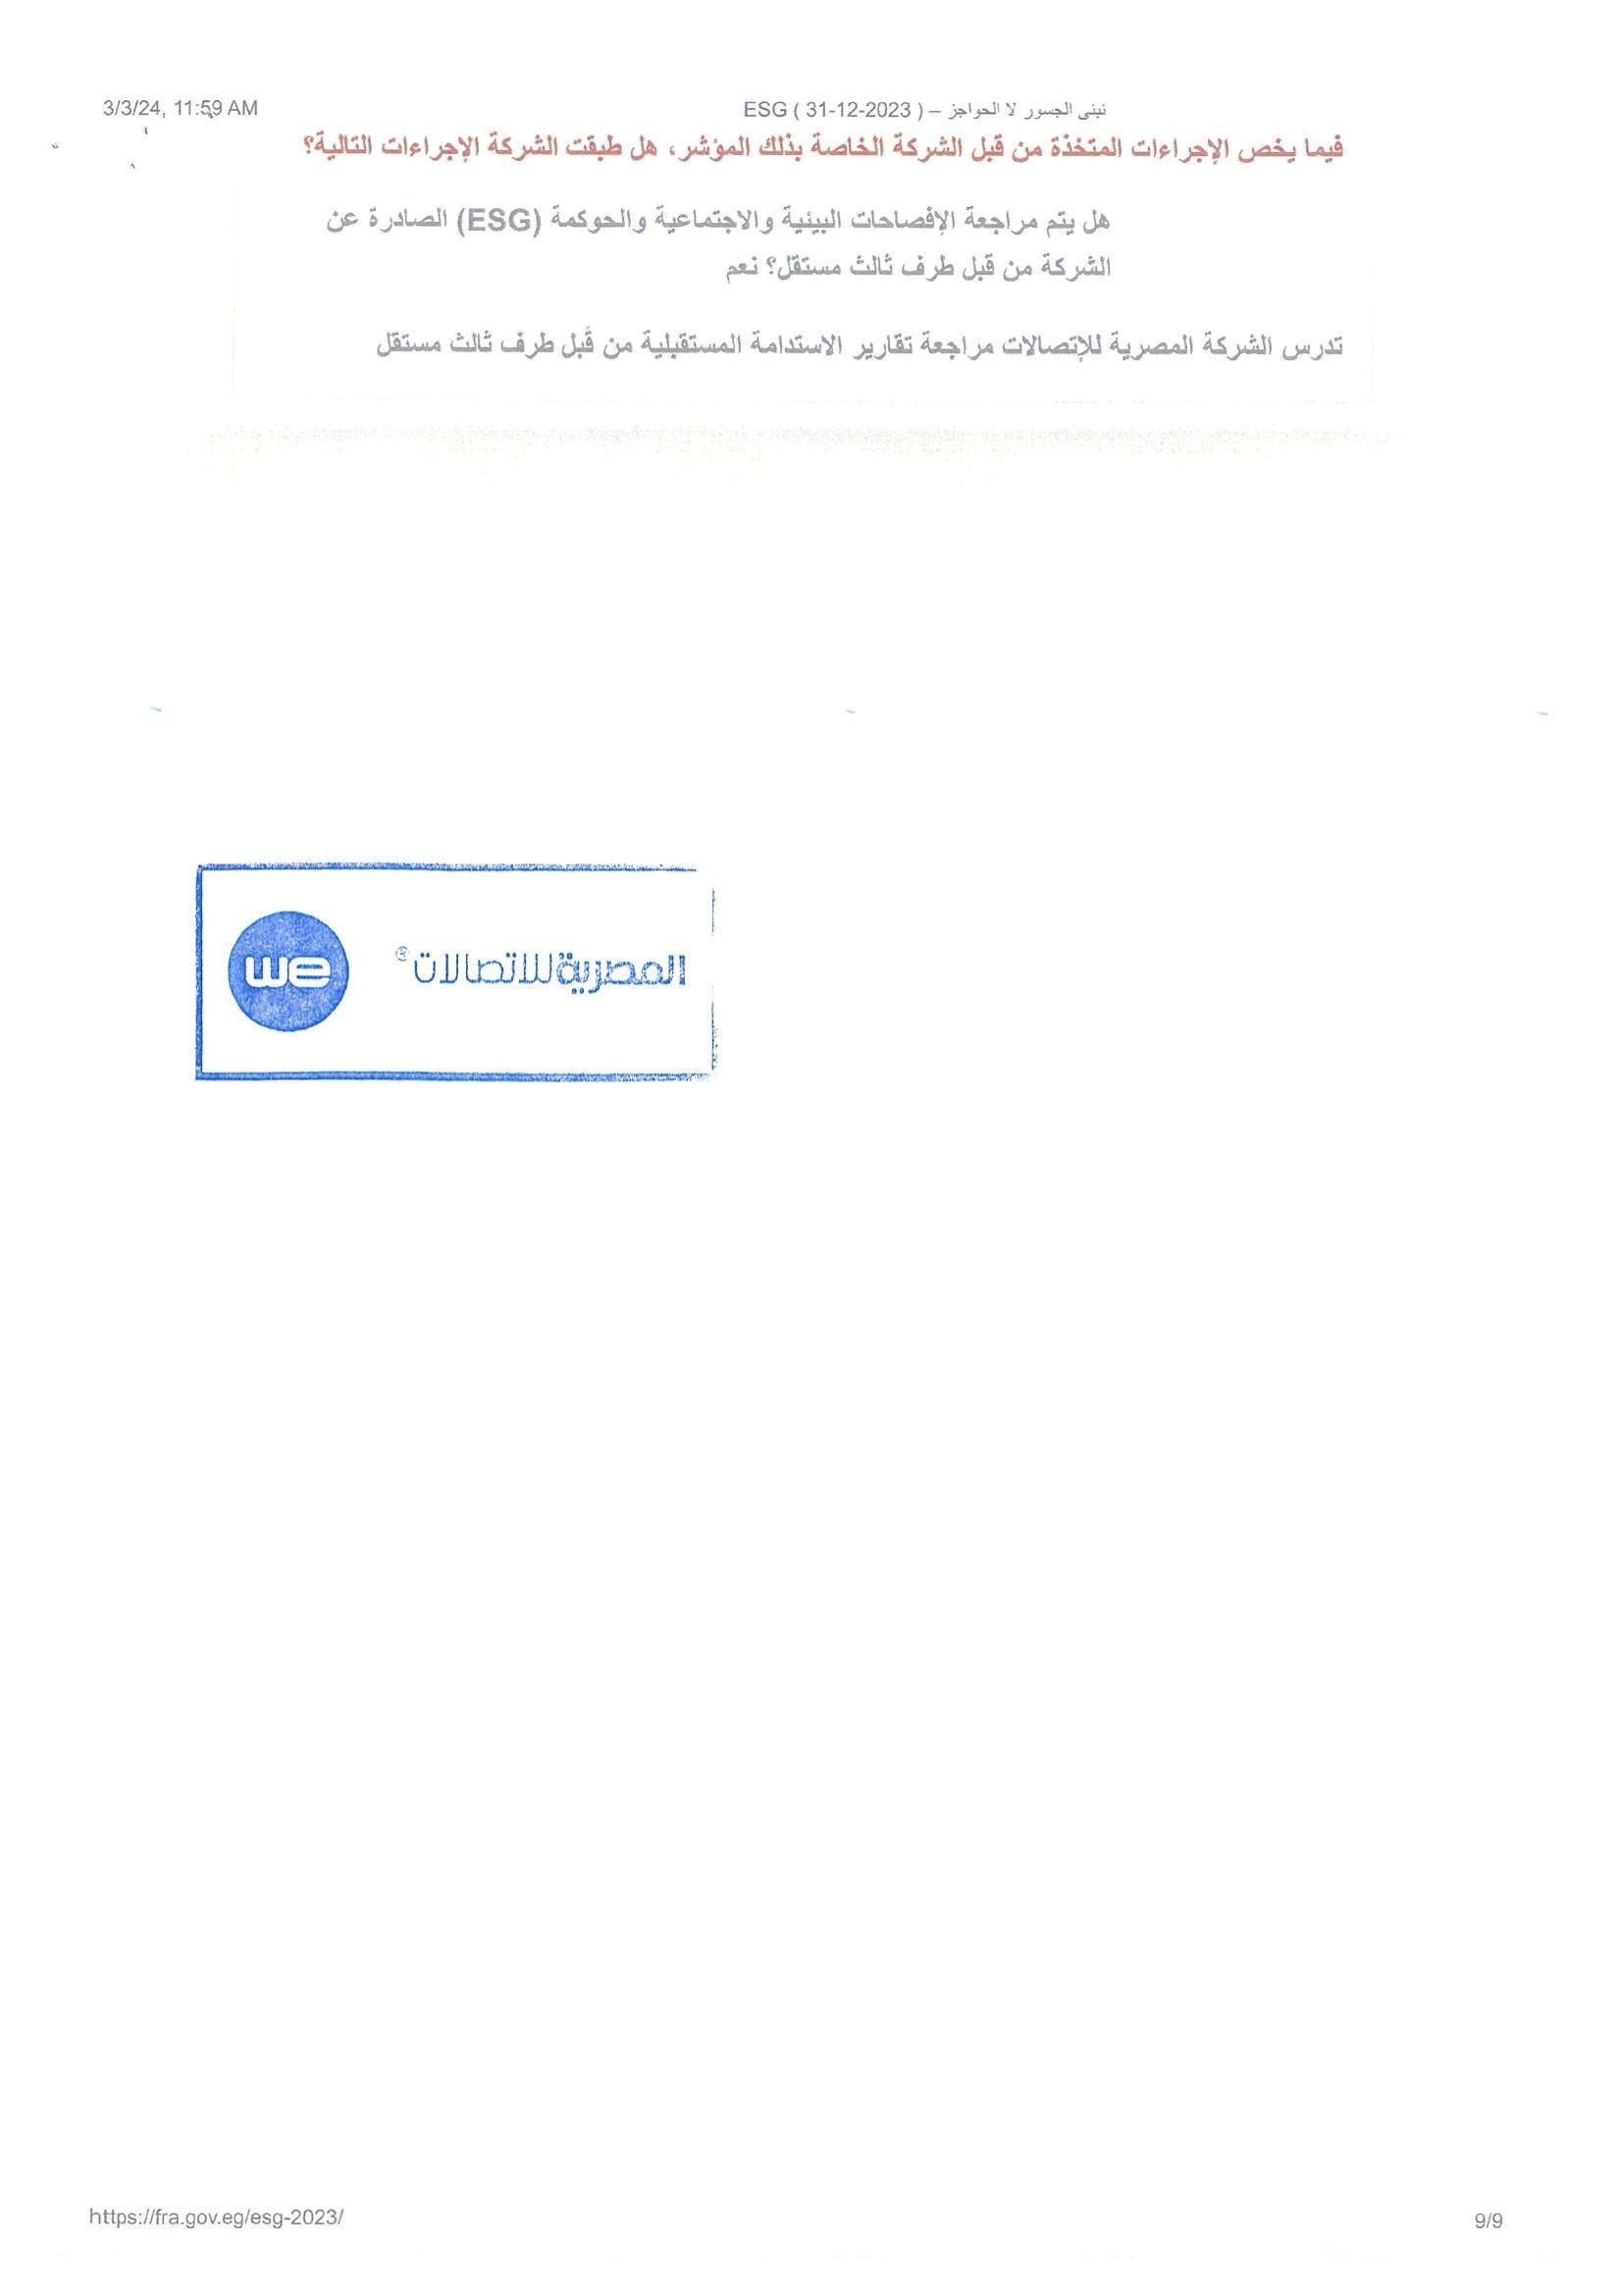 3/3/24, 11:59 AM
ESG ( 31-12-2023 ) – نبنى الجسور لا الحواجز
فيما يخص الإجراءات المتخذة من قبل الشركة الخاصة بذلك المؤشر، هل طبقت الشركة الإجراءات التالية؟
هل يتم مراجعة الإفصاحات البيئية والاجتماعية والحوكمة (ESG) الصادرة عن
الشركة من قبل طرف ثالث مستقل؟ نعم
تدرس الشركة المصرية للإتصالات مراجعة تقارير الاستدامة المستقبلية من قَبل طرف ثالث مستقل
المصرية للاتصالات®
we
https://fra.gov.eg/esg-2023/
9/9